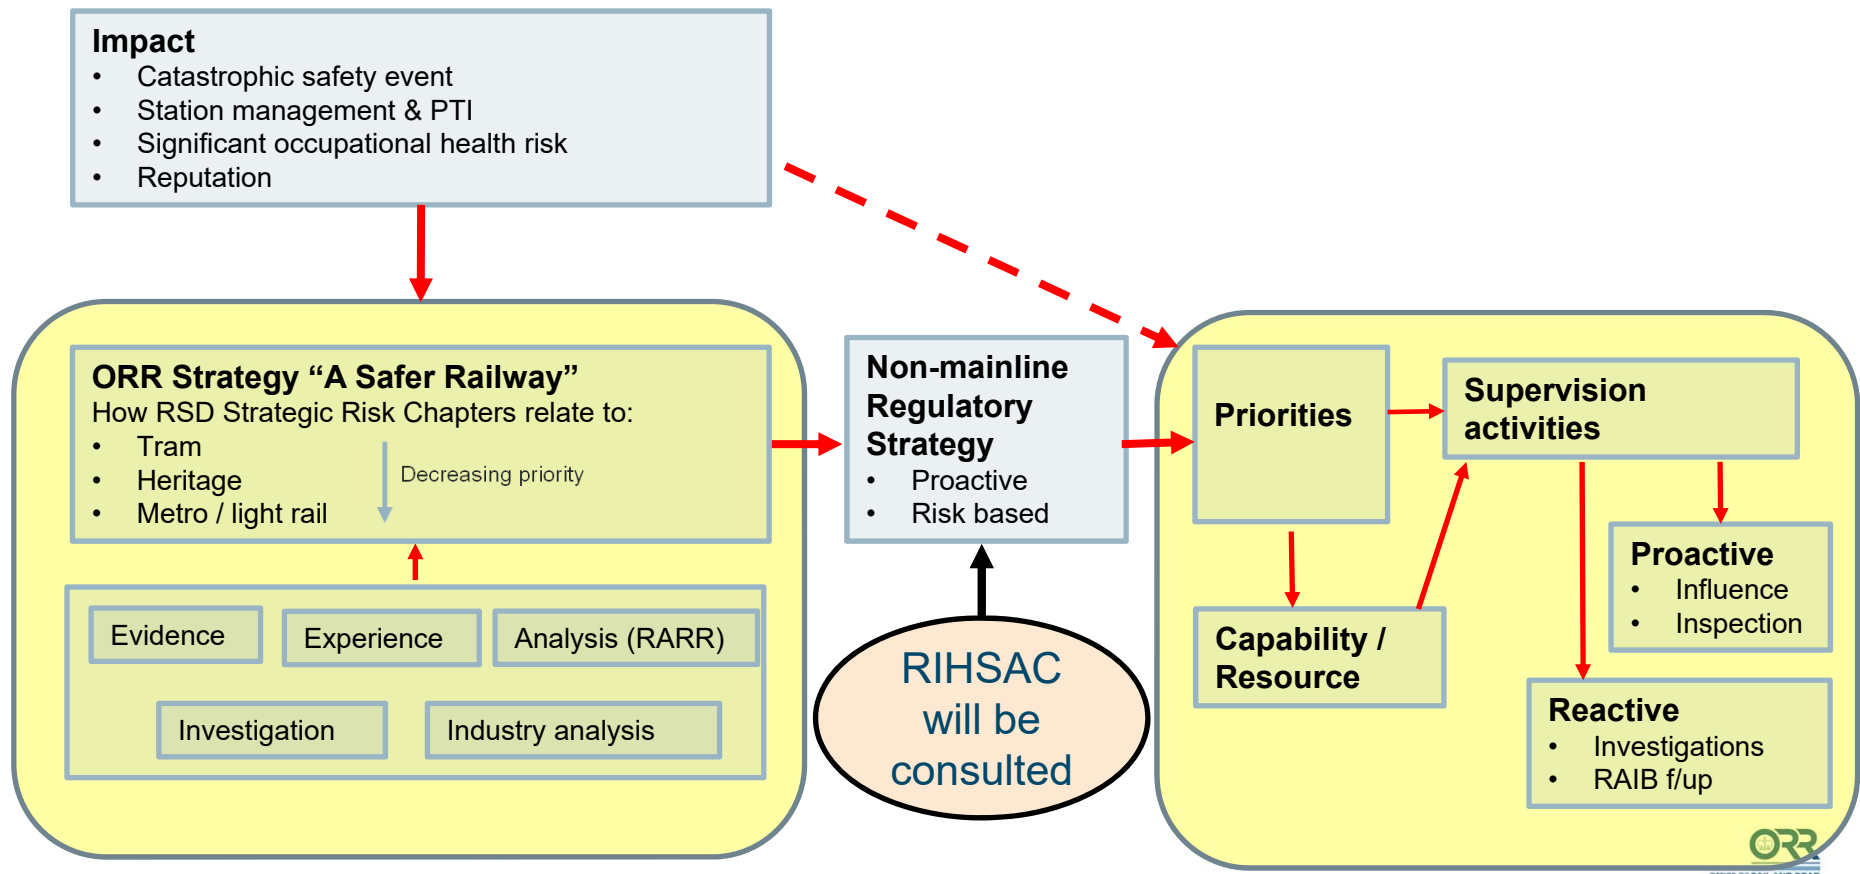 Impact
• Catastrophic safety event
• Station management & PTI
• Significant occupational health risk
• Reputation
ORR Strategy “A Safer Railway”
How RSD Strategic Risk Chapters relate to:
• Tram
• Heritage
• Metro / light rail
Decreasing priority
Evidence
Experience
Analysis (RARR)
Investigation
Industry analysis
Non-mainline
Regulatory
Strategy
• Proactive
• Risk based
RIHSAC
will be
consulted
Priorities
Supervision
activities
Capability /
Resource
Proactive
• Influence
• Inspection
Reactive
• Investigations
• RAIB f/up
ORR